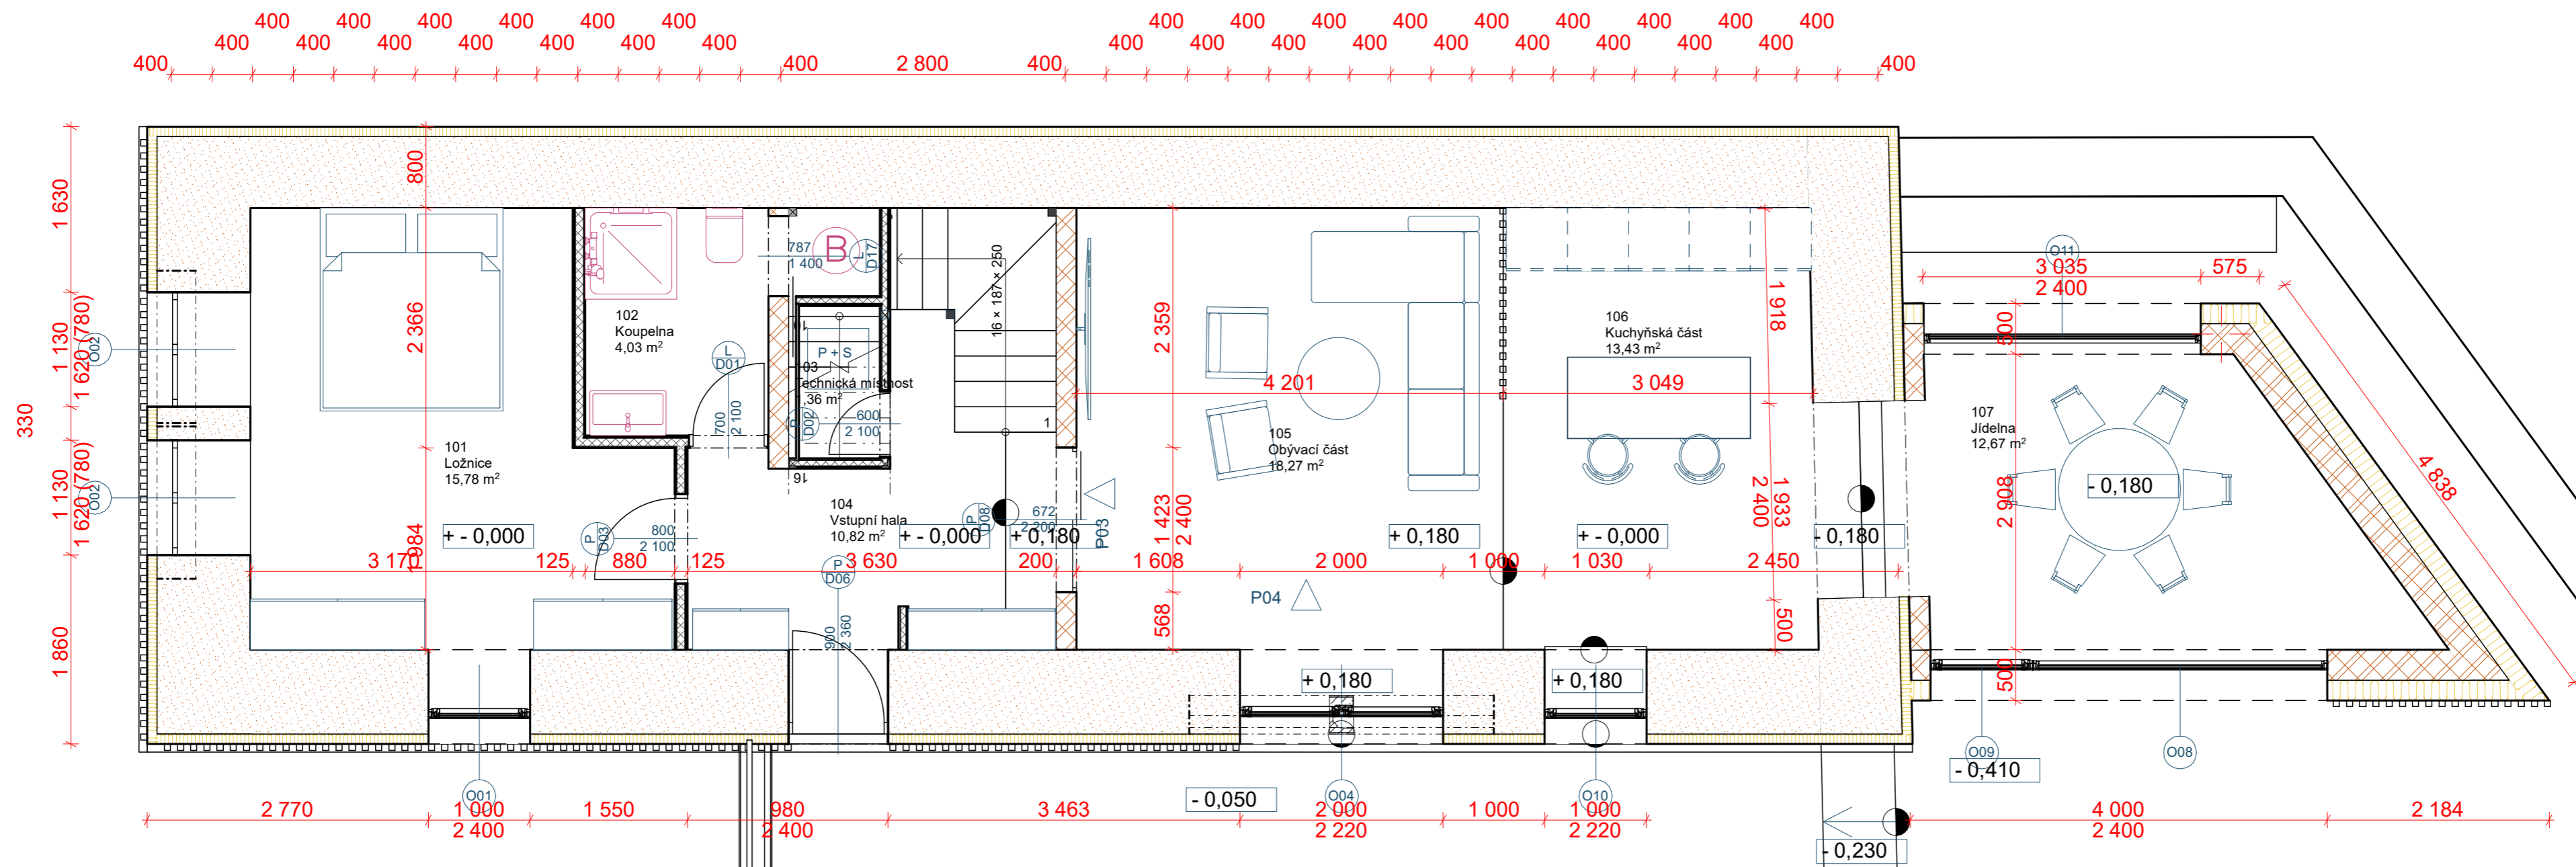 400 400 400 400 400 400 400 400 400 400 400 400 400 400 400 400
400 400 400 400 400 400 400 400 400 400 400 400 400 400 400 400
400 400 2 800 400 400
1 630
1 130
1 620 (780)
330
1 130
1 620 (780)
1 860
O02
O02
800
2 366
1 984
101
Ložnice
15,78 m²
+ - 0,000
3 170 125 880 125 3 630 200 1 608 2 000 1 000 1 030 2 450
102
Koupelna
4,03 m²
L
D01
700
2 100
787
1 400
B
L
D17
P + S
103
Technická místnost
,36 m²
D02
600
2 100
16
P
D03
800
2 100
104
Vstupní hala
10,82 m²
+ - 0,000
P
D06
900
2 360
16 × 187 × 250
1
P
D08
672
2 200
+ 0,180
P03
2 359
1 423
2 400
568
4 201
3 049
105
Obývací část
18,27 m²
+ 0,180
P04
106
Kuchyňská část
13,43 m²
+ - 0,000
1 918
1 933
2 400
500
- 0,180
O11
3 035
2 400
575
500
107
Jídelna
12,67 m²
- 0,180
2 908
500
4 838
+ 0,180
+ 0,180
O01
O04
O10
O09
O08
- 0,410
- 0,050
- 0,230
2 770 1 000 1 550 980 3 463 2 000 1 000 1 000 4 000 2 184
2 400 2 400 2 220 2 220 2 400